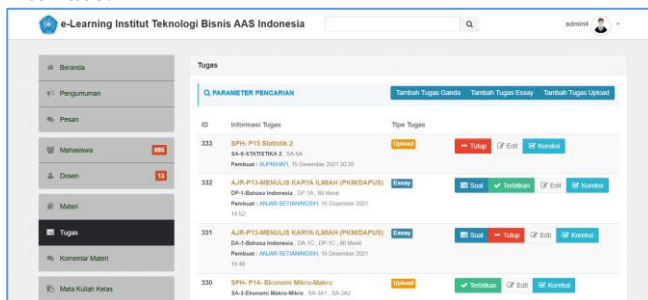 e-Learning Institut Teknologi Bisnis AAS Indonesia
admin4
Beranda
Pengumuman
Pesan
Mahasiswa 885
Dosen 13
Materi
Tugas
Komentar Materi
Mata Kuliah Kelas
Tugas
PARAMETER PENCARIAN
Tambah Tugas Ganda Tambah Tugas Essay Tambah Tugas Upload
ID Informasi Tugas Tipe Tugas
333 SPH- P15 Statistik 2 Upload Tutup Edit Koreksi
SA-5-STATISTIKA 2 , SA-5A
Pembuat : SUPRIHATI, 15 Desember 2021 20:20
332 AJR-P13-MENULIS KARYA ILMIAH (PKM/DAPUS) Essay Soal Terbitkan Edit Koreksi
DP-1-Bahasa Indonesia , DP-1A , 60 Menit
Pembuat : ANJAR SETIANINGSIH, 15 Desember 2021
14:52
331 AJR-P13-MENULIS KARYA ILMIAH (PKM/DAPUS) Essay Soal Tutup Edit Koreksi
DA-1-Bahasa Indonesia , DA-1C , DP-1C , 60 Menit
Pembuat : ANJAR SETIANINGSIH, 15 Desember 2021
14:40
330 SPH- P14- Ekonomi Mikro-Makro Upload Terbitkan Edit Koreksi
SA-3-Ekonomi Makro-Mikro , SA-3A1 , SA-3A2